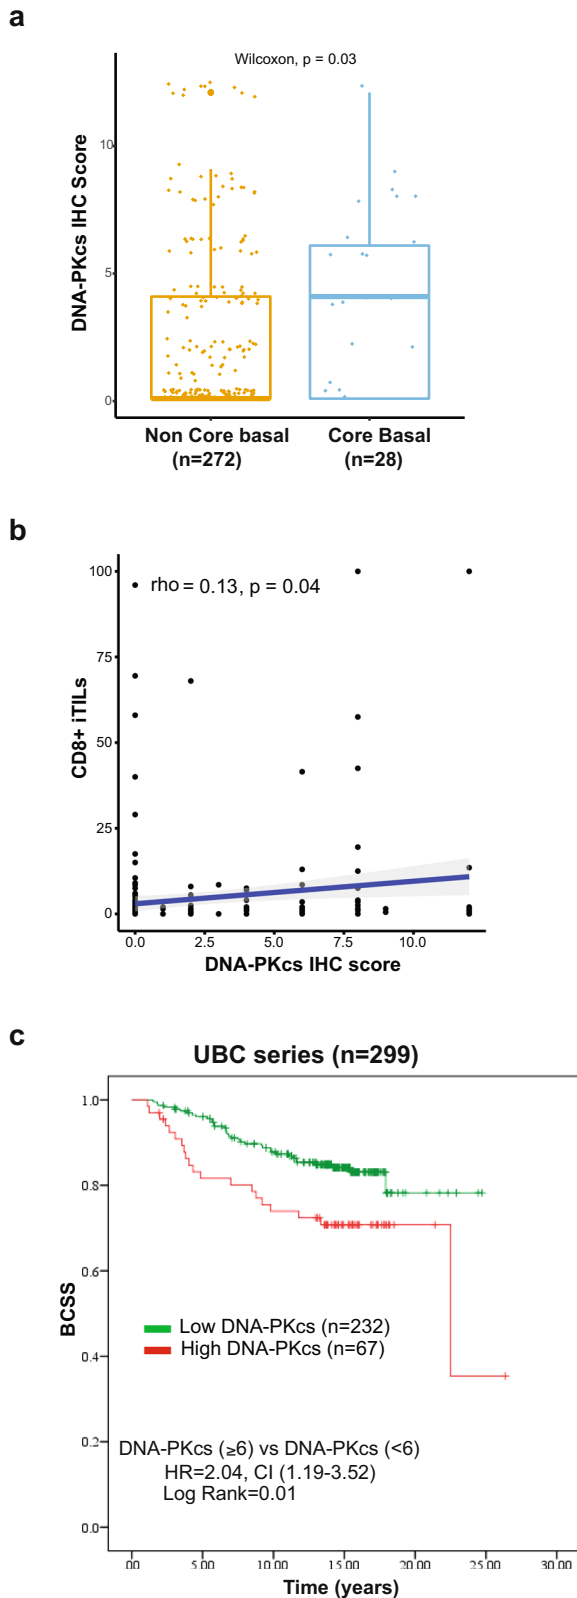 a
Wilcoxon, p = 0.03
DNA-PKcs IHC Score
10
5
0
Non Core basal
(n=272)
Core Basal
(n=28)
b
rho = 0.13, p = 0.04
CD8+ iTILs
100
75
50
25
0
0.0 2.5 5.0 7.5 10.0
DNA-PKcs IHC score
c
UBC series (n=299)
BCSS
1.0
0.8
0.6
0.4
0.2
0.0
Low DNA-PKcs (n=232)
High DNA-PKcs (n=67)
DNA-PKcs (≥6) vs DNA-PKcs (<6)
HR=2.04, CI (1.19-3.52)
Log Rank=0.01
.00 5.00 10.00 15.00 20.00 25.00 30.00
Time (years)